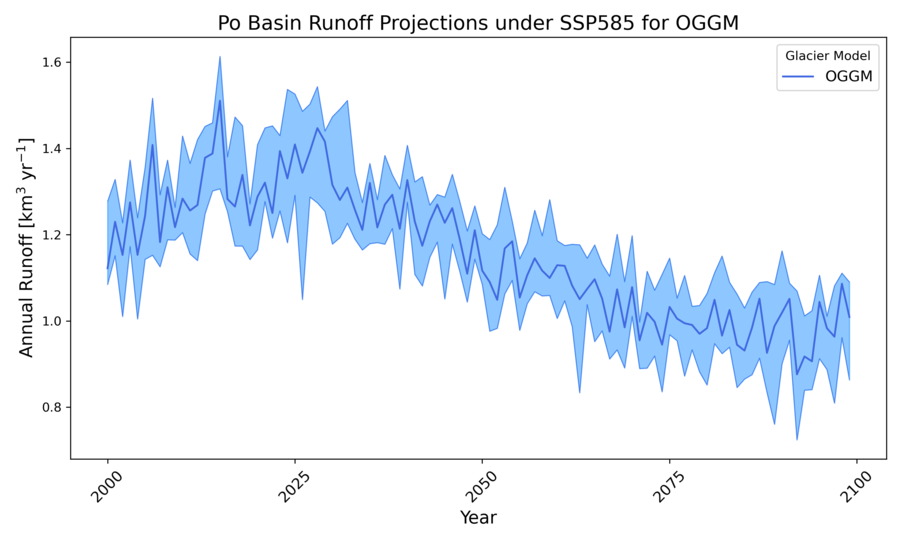 Po Basin Runoff Projections under SSP585 for OGGM
Glacier Model
OGGM
Annual Runoff [km³ yr⁻¹]
1.6
1.4
1.2
1.0
0.8
2000
2025
2050
2075
2100
Year